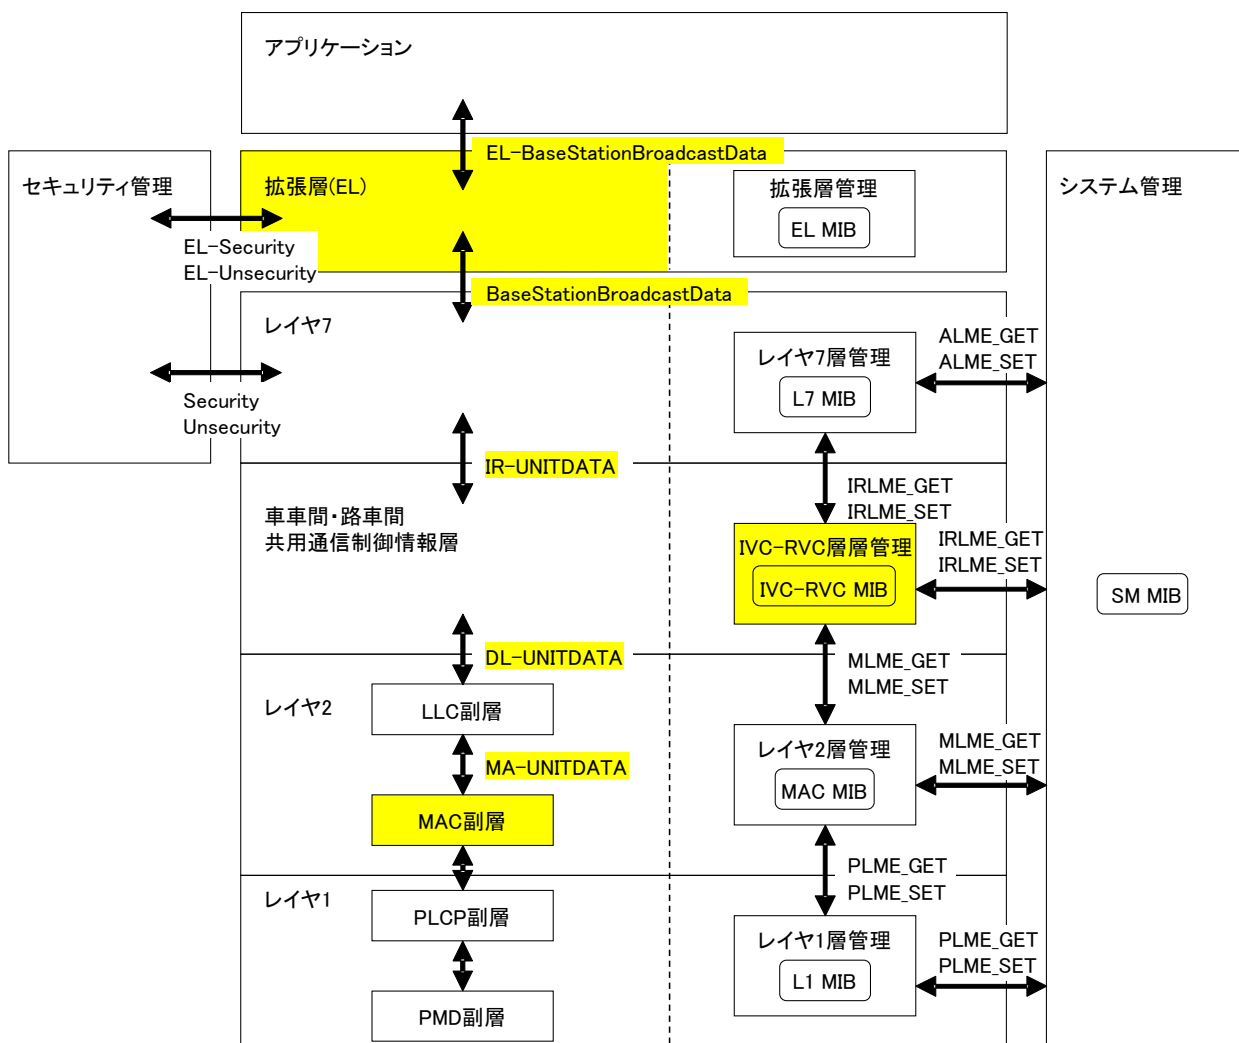 アプリケーション
EL-BaseStationBroadcastData
セキュリティ管理
拡張層(EL)
拡張層管理
EL MIB
システム管理
EL-Security
EL-Unsecurity
BaseStationBroadcastData
レイヤ7
ALME_GET
ALME_SET
レイヤ7層管理
L7 MIB
Security
Unsecurity
IR-UNITDATA
IRLME_GET
IRLME_SET
車車間・路車間
共用通信制御情報層
IVC-RVC層層管理
IVC-RVC MIB
IRLME_GET
IRLME_SET
SM MIB
DL-UNITDATA
MLME_GET
MLME_SET
レイヤ2
LLC副層
レイヤ2層管理
MAC MIB
MLME_GET
MLME_SET
MA-UNITDATA
MAC副層
PLME_GET
PLME_SET
レイヤ1
PLCP副層
レイヤ1層管理
L1 MIB
PLME_GET
PLME_SET
PMD副層